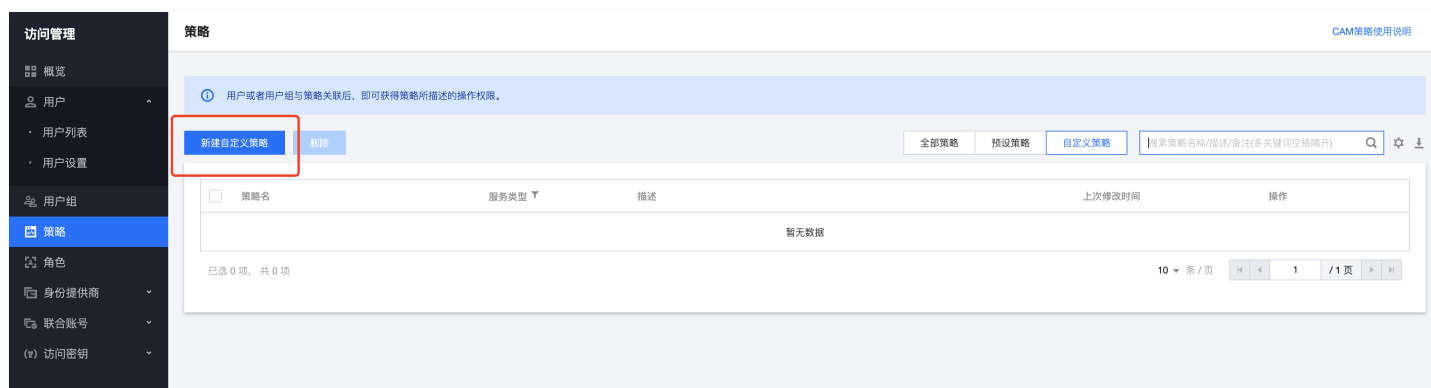 访问管理
策略
CAM策略使用说明
概览
用户
用户列表
用户设置
用户组
策略
角色
身份提供商
联合账号
访问密钥
用户或者用户组与策略关联后，即可获得策略所描述的操作权限。
新建自定义策略 删除 全部策略 预设策略 自定义策略 搜索策略名称/描述/备注(多关键词空格隔开)
策略名 服务类型 描述 上次修改时间 操作
暂无数据
已选 0 项，共 0 项 10 条 / 页 1 / 1 页